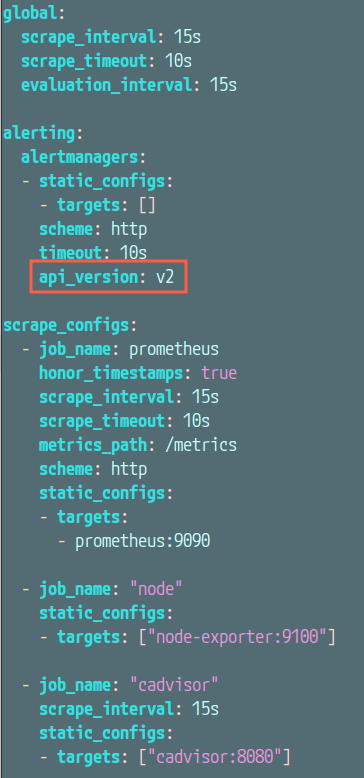 global:
  scrape_interval: 15s
  scrape_timeout: 10s
  evaluation_interval: 15s

alerting:
  alertmanagers:
  - static_configs:
    - targets: []
    scheme: http
    timeout: 10s
    api_version: v2

scrape_configs:
  - job_name: prometheus
    honor_timestamps: true
    scrape_interval: 15s
    scrape_timeout: 10s
    metrics_path: /metrics
    scheme: http
    static_configs:
    - targets:
      - prometheus:9090

  - job_name: "node"
    static_configs:
    - targets: ["node-exporter:9100"]

  - job_name: "cadvisor"
    scrape_interval: 15s
    static_configs:
    - targets: ["cadvisor:8080"]